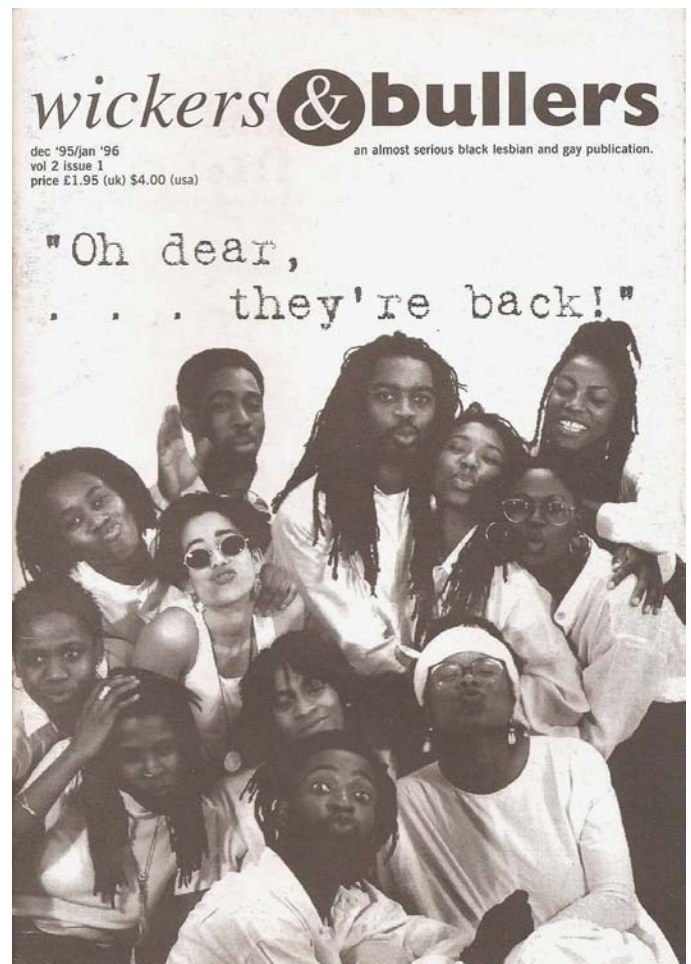 wickers & bullers
dec '95/jan '96
vol 2 issue 1
price £1.95 (uk) $4.00 (usa)
an almost serious black lesbian and gay publication.
"Oh dear,
. . . they're back!"